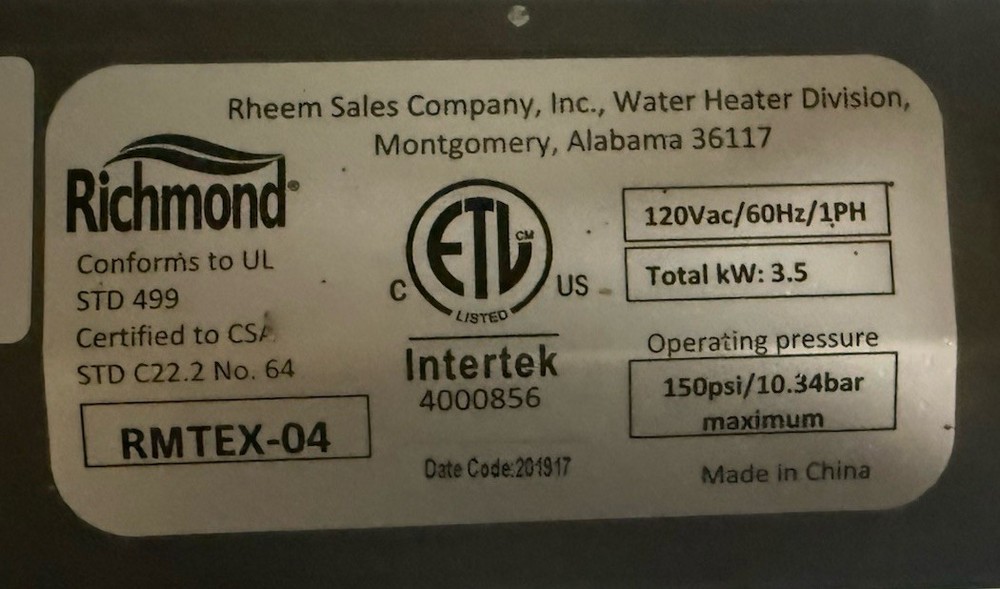 Rheem Sales Company, Inc., Water Heater Division,
Montgomery, Alabama 36117
Richmond®
Conforms to UL
STD 499
Certified to CSA
STD C22.2 No. 64
RMTEX-04
ETL CM
C US
LISTED
Intertek
4000856
Date Code:201917
120Vac/60Hz/1PH
Total kW: 3.5
Operating pressure
150psi/10.34bar
maximum
Made in China